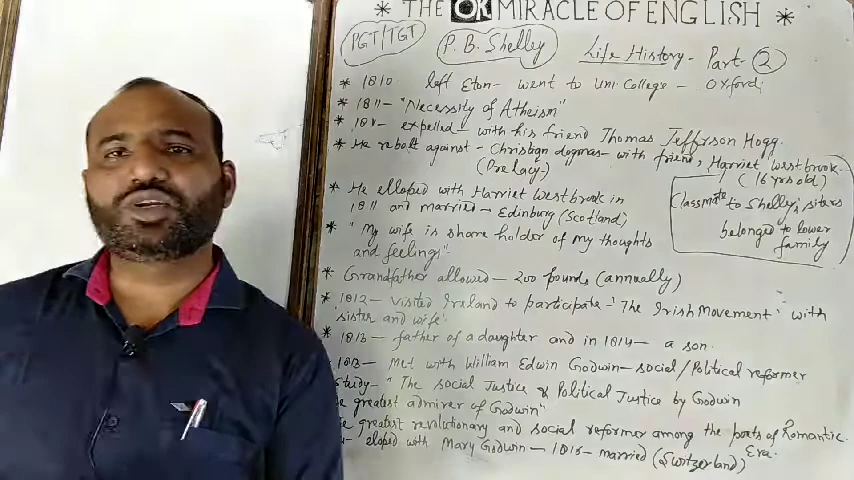 * THE OK MIRACLE OF ENGLISH *
PGT/TGT
P. B. Shelley
Life History - Part - 2
* 1810 left Eton - went to Uni. College - Oxford
* 1811 - "Necessity of Atheism"
* expelled - with his friend Thomas Jefferson Hogg.
* He rebolt against - Christian dogmas - with friend, Harriet Westbrook.
(Prelacy)
(16 yrs old)
Classmate to Shelley's sisters
belonged to lower
family
* He elloped with Harriet Westbrook in
1811 and married - Edinburg (Scotland)
* "My wife is share holder of my thoughts
and feelings".
* Grandfather allowed - 200 pounds (annually)
* 1812 - Visited Ireland to participate - 'The Irish Movement' with
sister and wife
* 1813 - father of a daughter and in 1814 - a son.
1813 - Met with William Edwin Godwin - social/Political reformer
Study - "The social Justice & Political Justice by Godwin
greatest admirer of Godwin"
greatest revolutionary and social reformer among the poets of Romantic
Era.
eloped with Mary Godwin - 1816 - married (Switzerland)